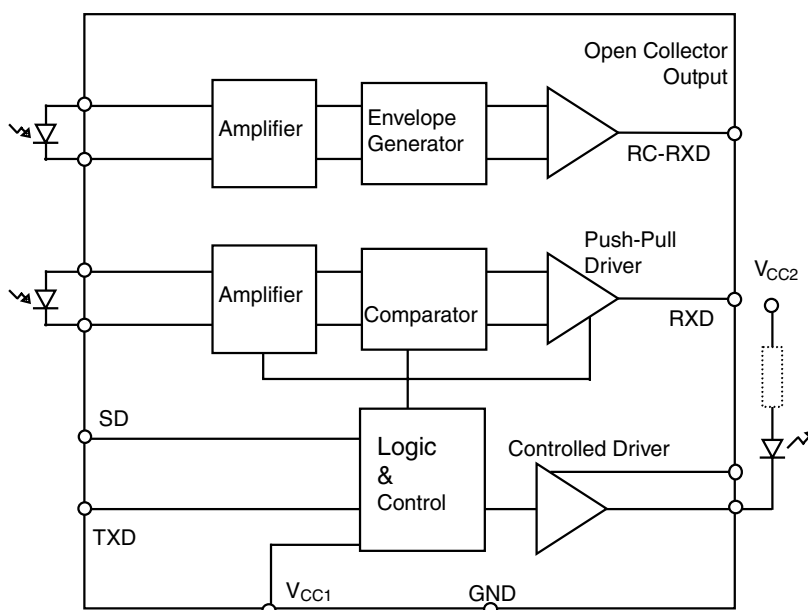 Open Collector
Output
Amplifier
Envelope
Generator
RC-RXD
Push-Pull
Driver
VCC2
Amplifier
Comparator
RXD
SD
Logic
&
Control
Controlled Driver
TXD
VCC1
GND